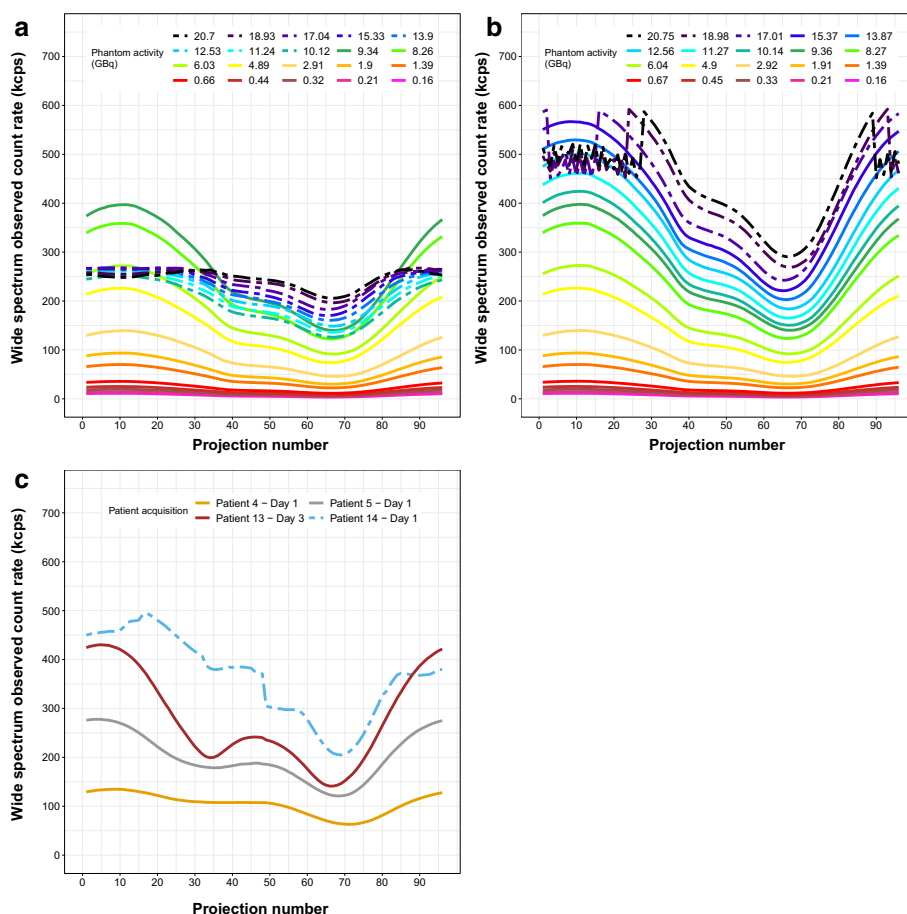 a
Wide spectrum observed count rate (kcps)
700
600
500
400
300
200
100
0
Phantom activity
(GBq)
20.7 18.93 17.04 15.33 13.9
12.53 11.24 10.12 9.34 8.26
6.03 4.89 2.91 1.9 1.39
0.66 0.44 0.32 0.21 0.16
0 10 20 30 40 50 60 70 80 90
Projection number
b
Wide spectrum observed count rate (kcps)
700
600
500
400
300
200
100
0
Phantom activity
(GBq)
20.75 18.98 17.01 15.37 13.87
12.56 11.27 10.14 9.36 8.27
6.04 4.9 2.92 1.91 1.39
0.67 0.45 0.33 0.21 0.16
0 10 20 30 40 50 60 70 80 90
Projection number
c
Wide spectrum observed count rate (kcps)
700
600
500
400
300
200
100
0
Patient acquisition
Patient 4 − Day 1 Patient 5 − Day 1
Patient 13 − Day 3 Patient 14 − Day 1
0 10 20 30 40 50 60 70 80 90
Projection number